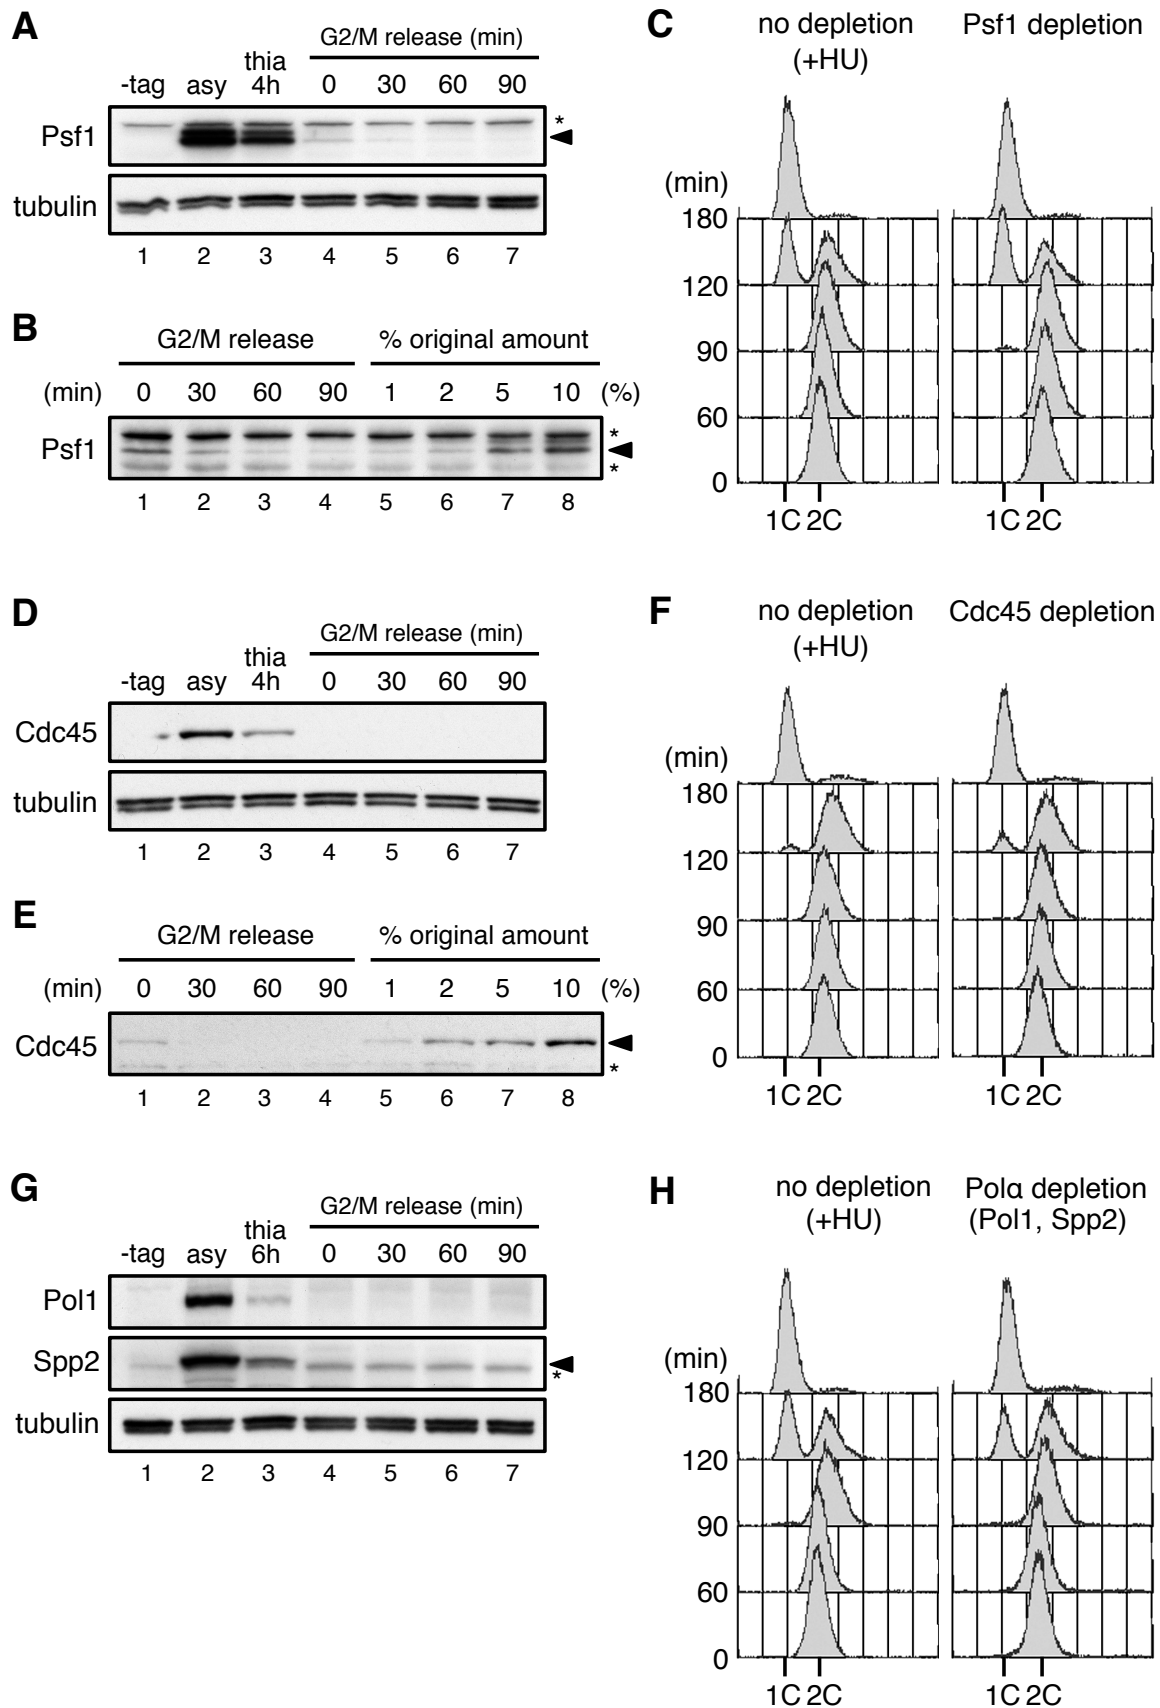 A
G2/M release (min)
thia
-tag asy 4h 0 30 60 90
Psf1
*
tubulin
1 2 3 4 5 6 7
B
G2/M release % original amount
(min) 0 30 60 90 1 2 5 10 (%)
Psf1
*
*
1 2 3 4 5 6 7 8
C
no depletion Psf1 depletion
(+HU)
(min)
180
120
90
60
0
1C 2C 1C 2C
D
G2/M release (min)
thia
-tag asy 4h 0 30 60 90
Cdc45
tubulin
1 2 3 4 5 6 7
E
G2/M release % original amount
(min) 0 30 60 90 1 2 5 10 (%)
Cdc45
*
1 2 3 4 5 6 7 8
F
no depletion Cdc45 depletion
(+HU)
(min)
180
120
90
60
0
1C 2C 1C 2C
G
G2/M release (min)
thia
-tag asy 6h 0 30 60 90
Pol1
Spp2
*
tubulin
1 2 3 4 5 6 7
H
no depletion Polα depletion
(+HU) (Pol1, Spp2)
(min)
180
120
90
60
0
1C 2C 1C 2C